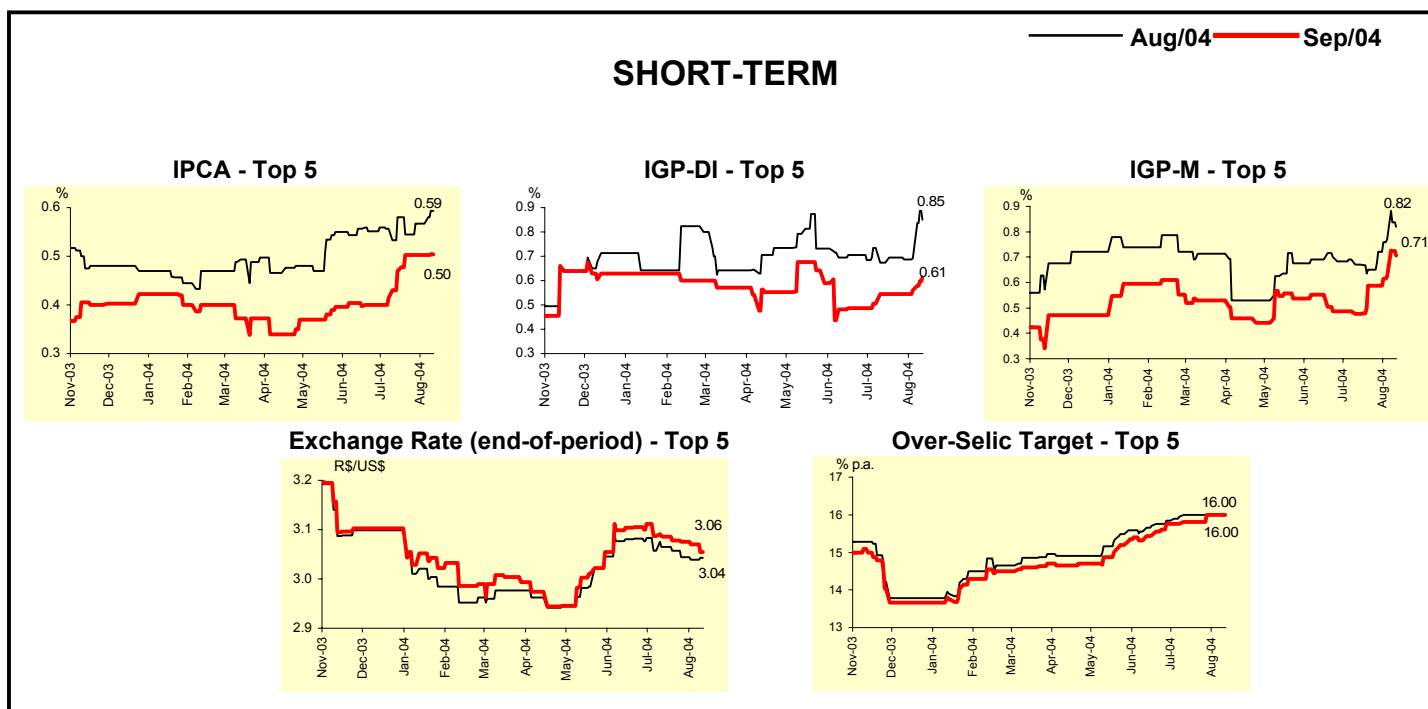 Aug/04 Sep/04
SHORT-TERM
IPCA - Top 5
%
0.6
0.5
0.4
0.3
0.59
0.50
Nov-03 Dec-03 Jan-04 Feb-04 Mar-04 Apr-04 May-04 Jun-04 Jul-04 Aug-04
IGP-DI - Top 5
%
0.9
0.8
0.7
0.6
0.5
0.4
0.3
0.85
0.61
Nov-03 Dec-03 Jan-04 Feb-04 Mar-04 Apr-04 May-04 Jun-04 Jul-04 Aug-04
IGP-M - Top 5
%
0.9
0.8
0.7
0.6
0.5
0.4
0.3
0.82
0.71
Nov-03 Dec-03 Jan-04 Feb-04 Mar-04 Apr-04 May-04 Jun-04 Jul-04 Aug-04
Exchange Rate (end-of-period) - Top 5
R$/US$
3.2
3.1
3.0
2.9
3.06
3.04
Nov-03 Dec-03 Jan-04 Feb-04 Mar-04 Apr-04 May-04 Jun-04 Jul-04 Aug-04
Over-Selic Target - Top 5
% p.a.
17
16
15
14
13
16.00
16.00
Nov-03 Dec-03 Jan-04 Feb-04 Mar-04 Apr-04 May-04 Jun-04 Jul-04 Aug-04